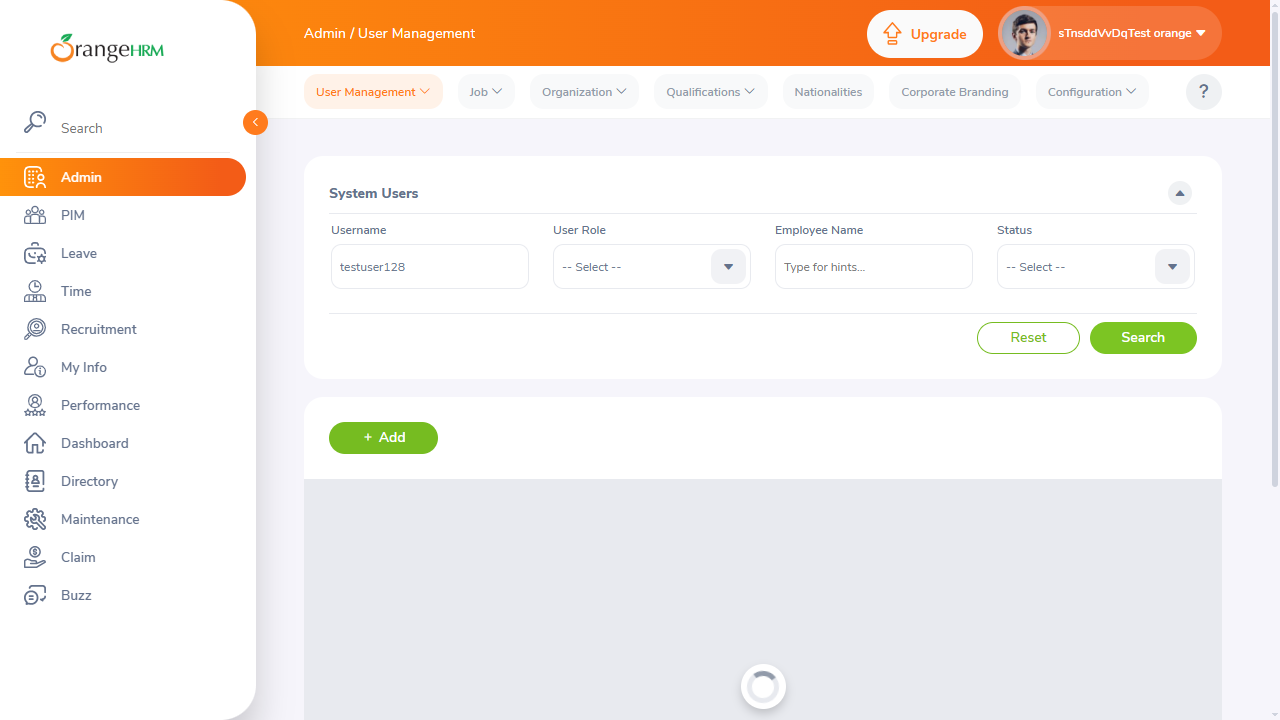 OrangeHRM
Admin / User Management
Upgrade
sTnsddVvDqTest orange
User Management
Job
Organization
Qualifications
Nationalities
Corporate Branding
Configuration
?
Search
Admin
PIM
Leave
Time
Recruitment
My Info
Performance
Dashboard
Directory
Maintenance
Claim
Buzz
System Users
Username
User Role
Employee Name
Status
testuser128
-- Select --
Type for hints...
-- Select --
Reset
Search
+ Add